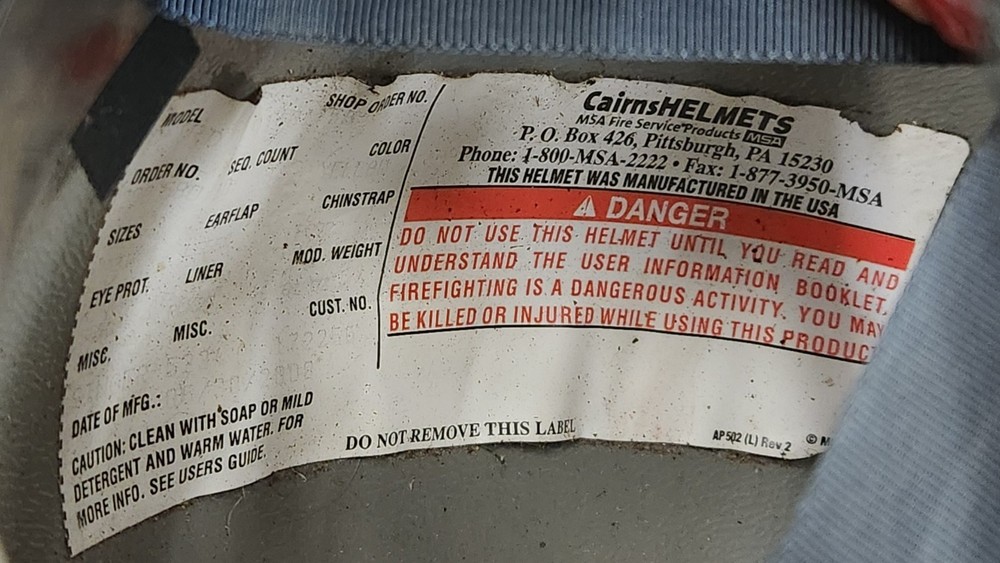 MODEL
SHOP ORDER NO.
ORDER NO.
SEQ. COUNT
COLOR
SIZES
EARFLAP
CHINSTRAP
EYE PROT.
LINER
MOD. WEIGHT
MISC.
MISC.
CUST. NO.
DATE OF MFG.:
CAUTION: CLEAN WITH SOAP OR MILD
DETERGENT AND WARM WATER. FOR
MORE INFO. SEE USERS GUIDE.
CairnsHELMETS
MSA Fire Service Products MSA
P. O. Box 426, Pittsburgh, PA 15230
Phone: 1-800-MSA-2222 • Fax: 1-877-3950-MSA
THIS HELMET WAS MANUFACTURED IN THE USA
⚠ DANGER
DO NOT USE THIS HELMET UNTIL YOU READ AND
UNDERSTAND THE USER INFORMATION BOOKLET.
FIREFIGHTING IS A DANGEROUS ACTIVITY. YOU MAY
BE KILLED OR INJURED WHILE USING THIS PRODUCT
DO NOT REMOVE THIS LABEL
AP502 (L) Rev 2 © M